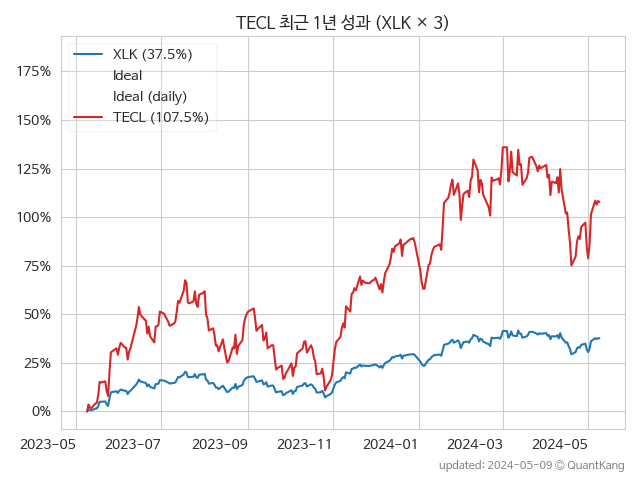 TECL 최근 1년 성과 (XLK × 3)
XLK (37.5%)
Ideal
Ideal (daily)
TECL (107.5%)
175%
150%
125%
100%
75%
50%
25%
0%
2023-05 2023-07 2023-09 2023-11 2024-01 2024-03 2024-05
updated: 2024-05-09 © QuantKang